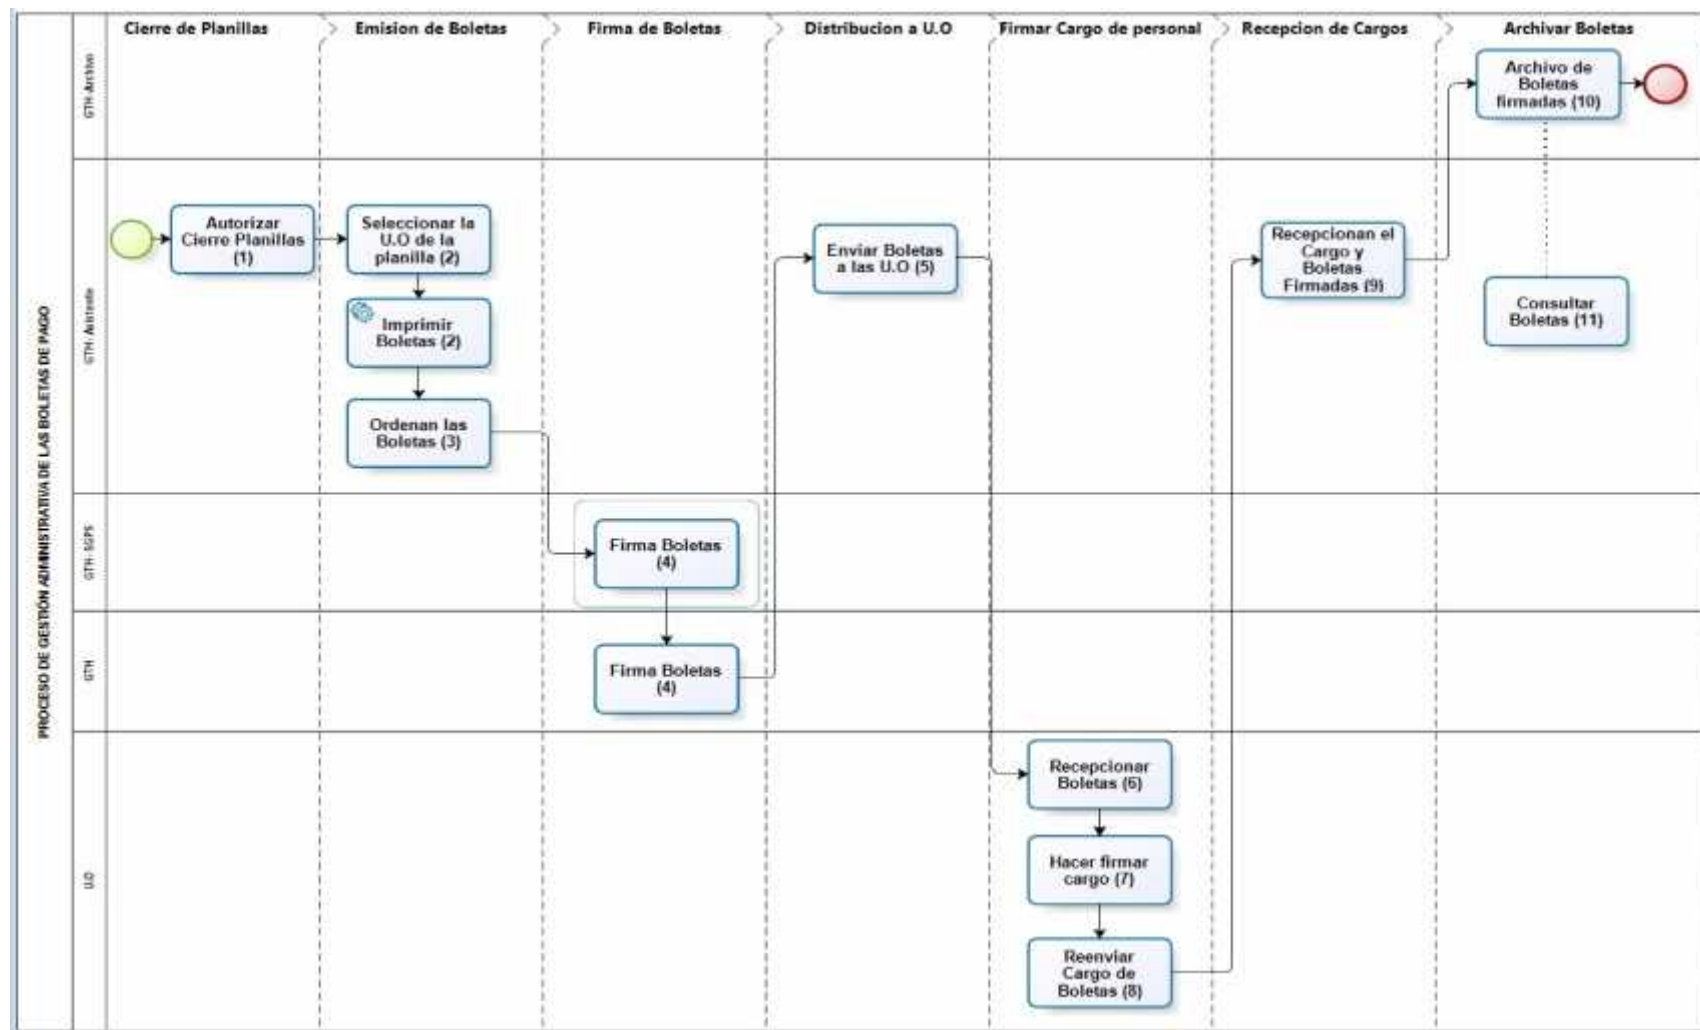 Cierre de Planillas
Emision de Boletas
Firma de Boletas
Distribucion a U.O
Firmar Cargo de personal
Recepcion de Cargos
Archivar Boletas
PROCESO DE GESTIÓN ADMINISTRATIVA DE LAS BOLETAS DE PAGO
GTH-Archivo
Archivo de
Boletas
firmadas (10)
GTH- Asistente
Autorizar
Cierre Planillas
(1)
Seleccionar la
U.O de la
planilla (2)
Imprimir
Boletas (2)
Ordenan las
Boletas (3)
Enviar Boletas
a las U.O (5)
Recepcionan el
Cargo y
Boletas
Firmadas (9)
Consultar
Boletas (11)
GTH- SGPS
Firma Boletas
(4)
GTH
Firma Boletas
(4)
U.O
Recepcionar
Boletas (6)
Hacer firmar
cargo (7)
Reenviar
Cargo de
Boletas (8)